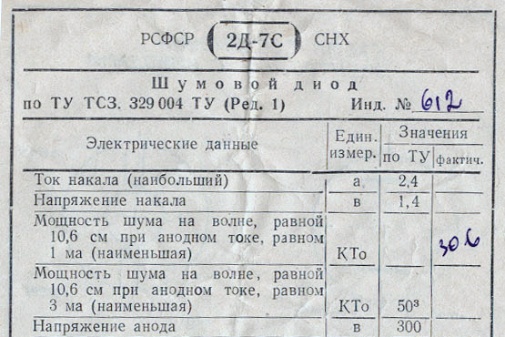 РСФСР 2Д-7С СНХ
Шумовой диод
по ТУ ТСЗ. 329 004 ТУ (Ред. 1) Инд. № 612
Электрические данные
Един. измер.
Значения
по ТУ
фактич.
Ток накала (наибольший) а 2,4
Напряжение накала в 1,4
Мощность шума на волне, равной
10,6 см при анодном токе, равном
1 ма (наименьшая) КТо 30 6
Мощность шума на волне, равной
10,6 см при анодном токе, равном
3 ма (наименьшая) КТо 50³
Напряжение анода в 300